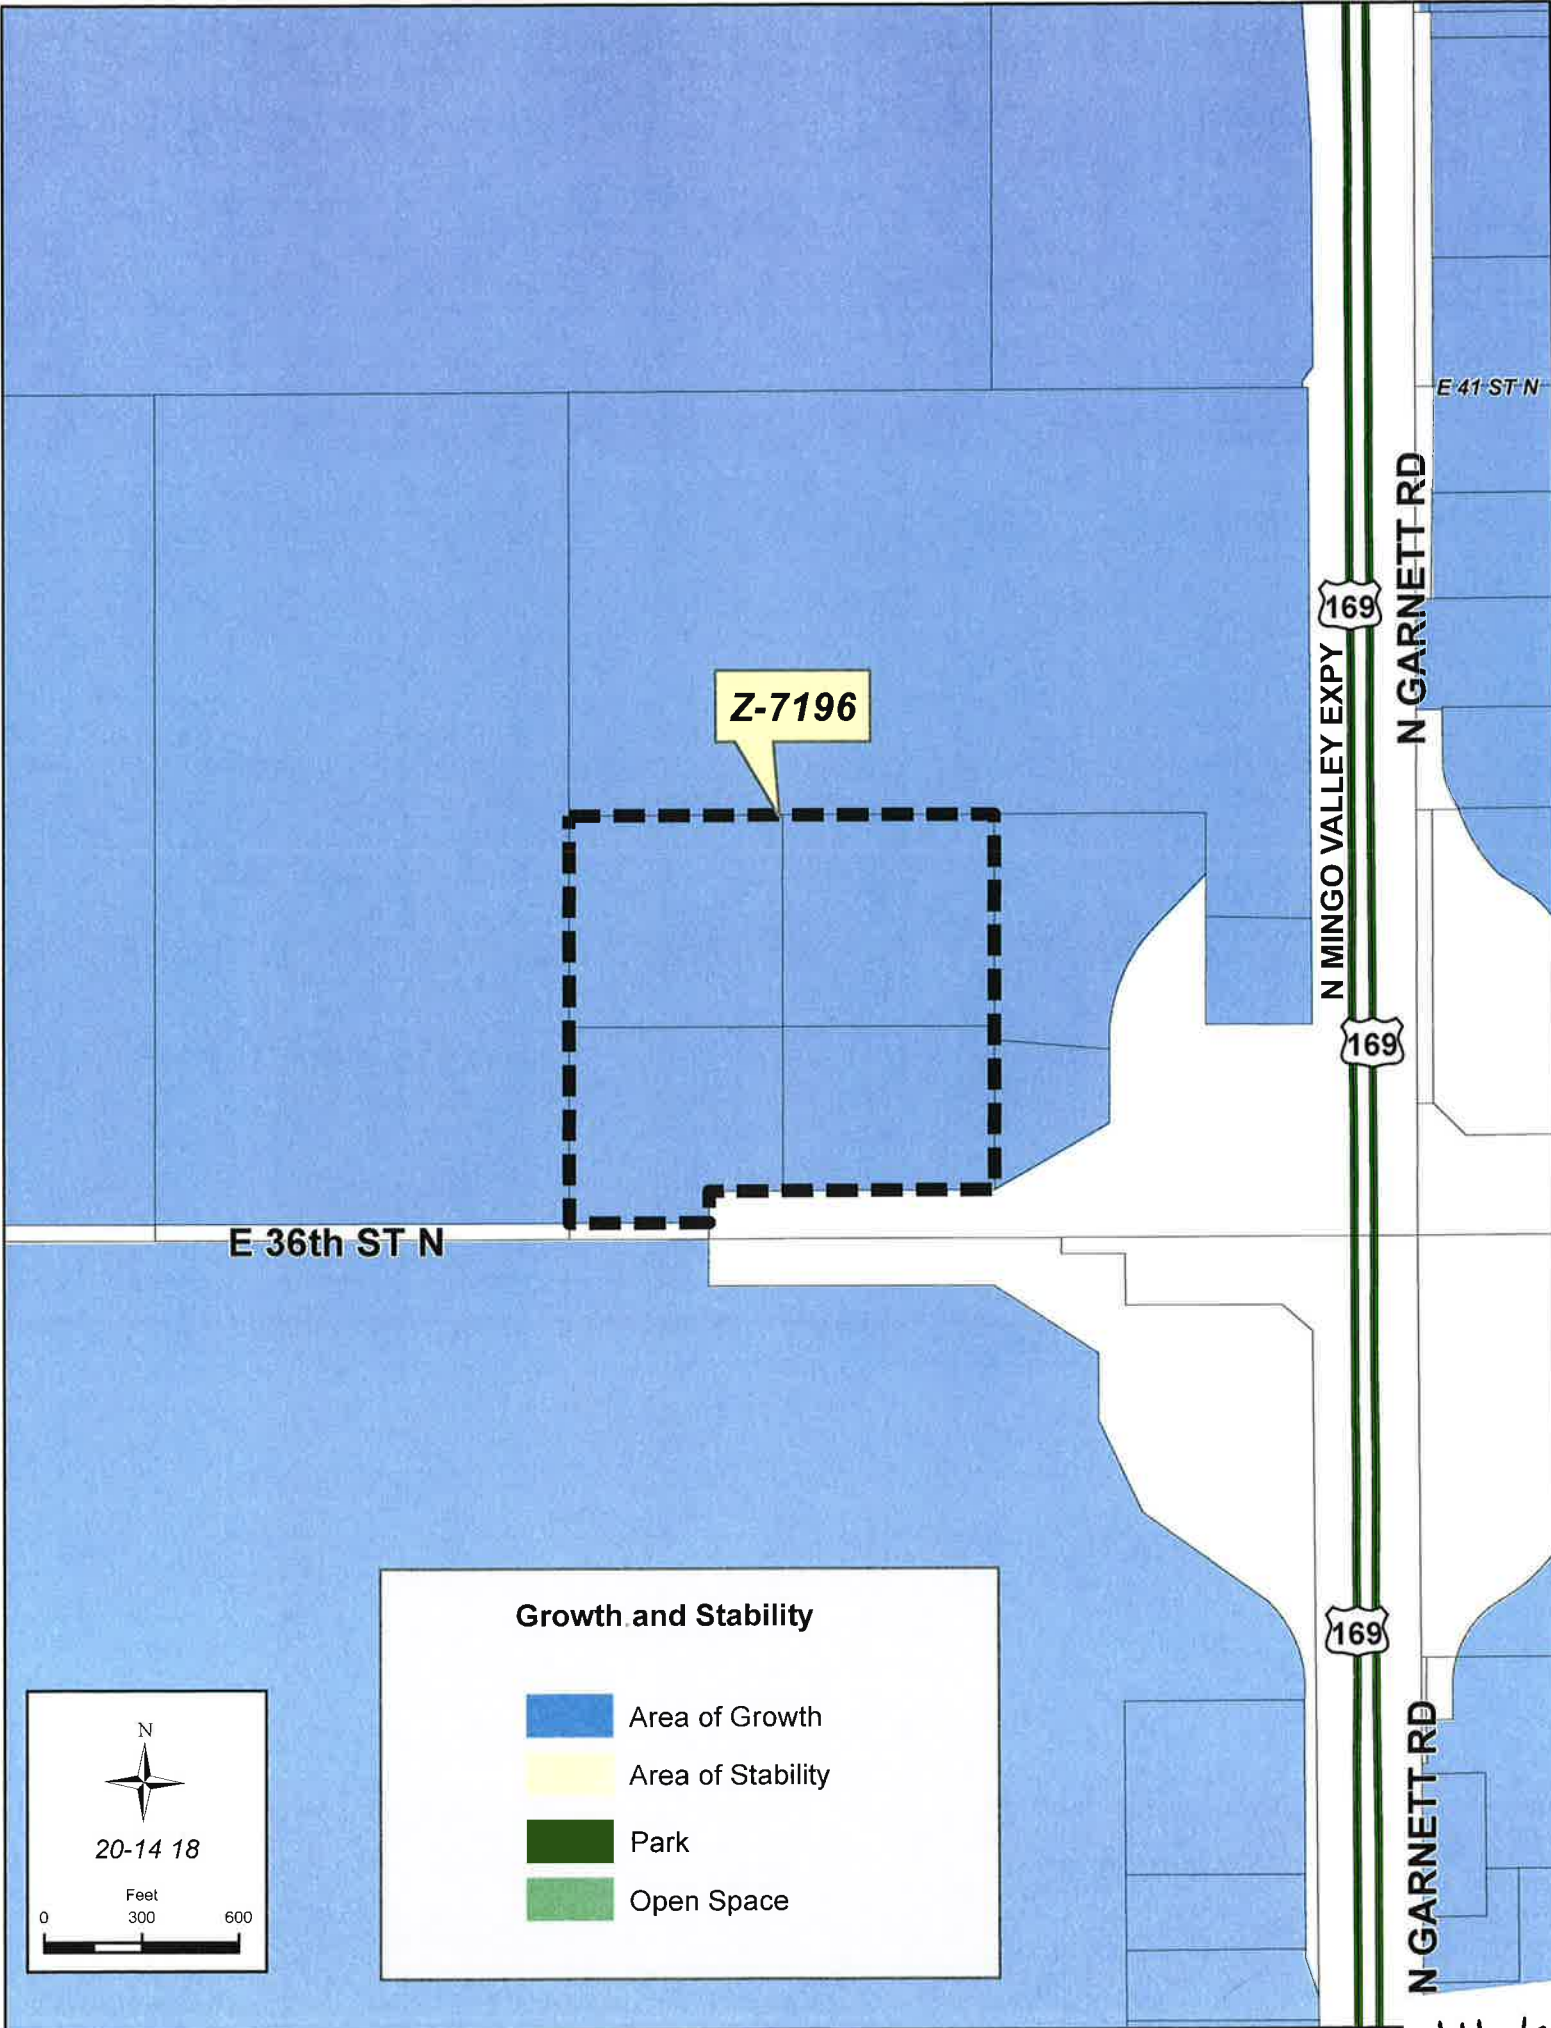 E 41 ST N
N GARNETT RD
169
N MINGO VALLEY EXPY
Z-7196
169
E 36th ST N
Growth and Stability
169
Area of Growth
Area of Stability
Park
Open Space
N GARNETT RD
N
20-14 18
Feet
0 300 600